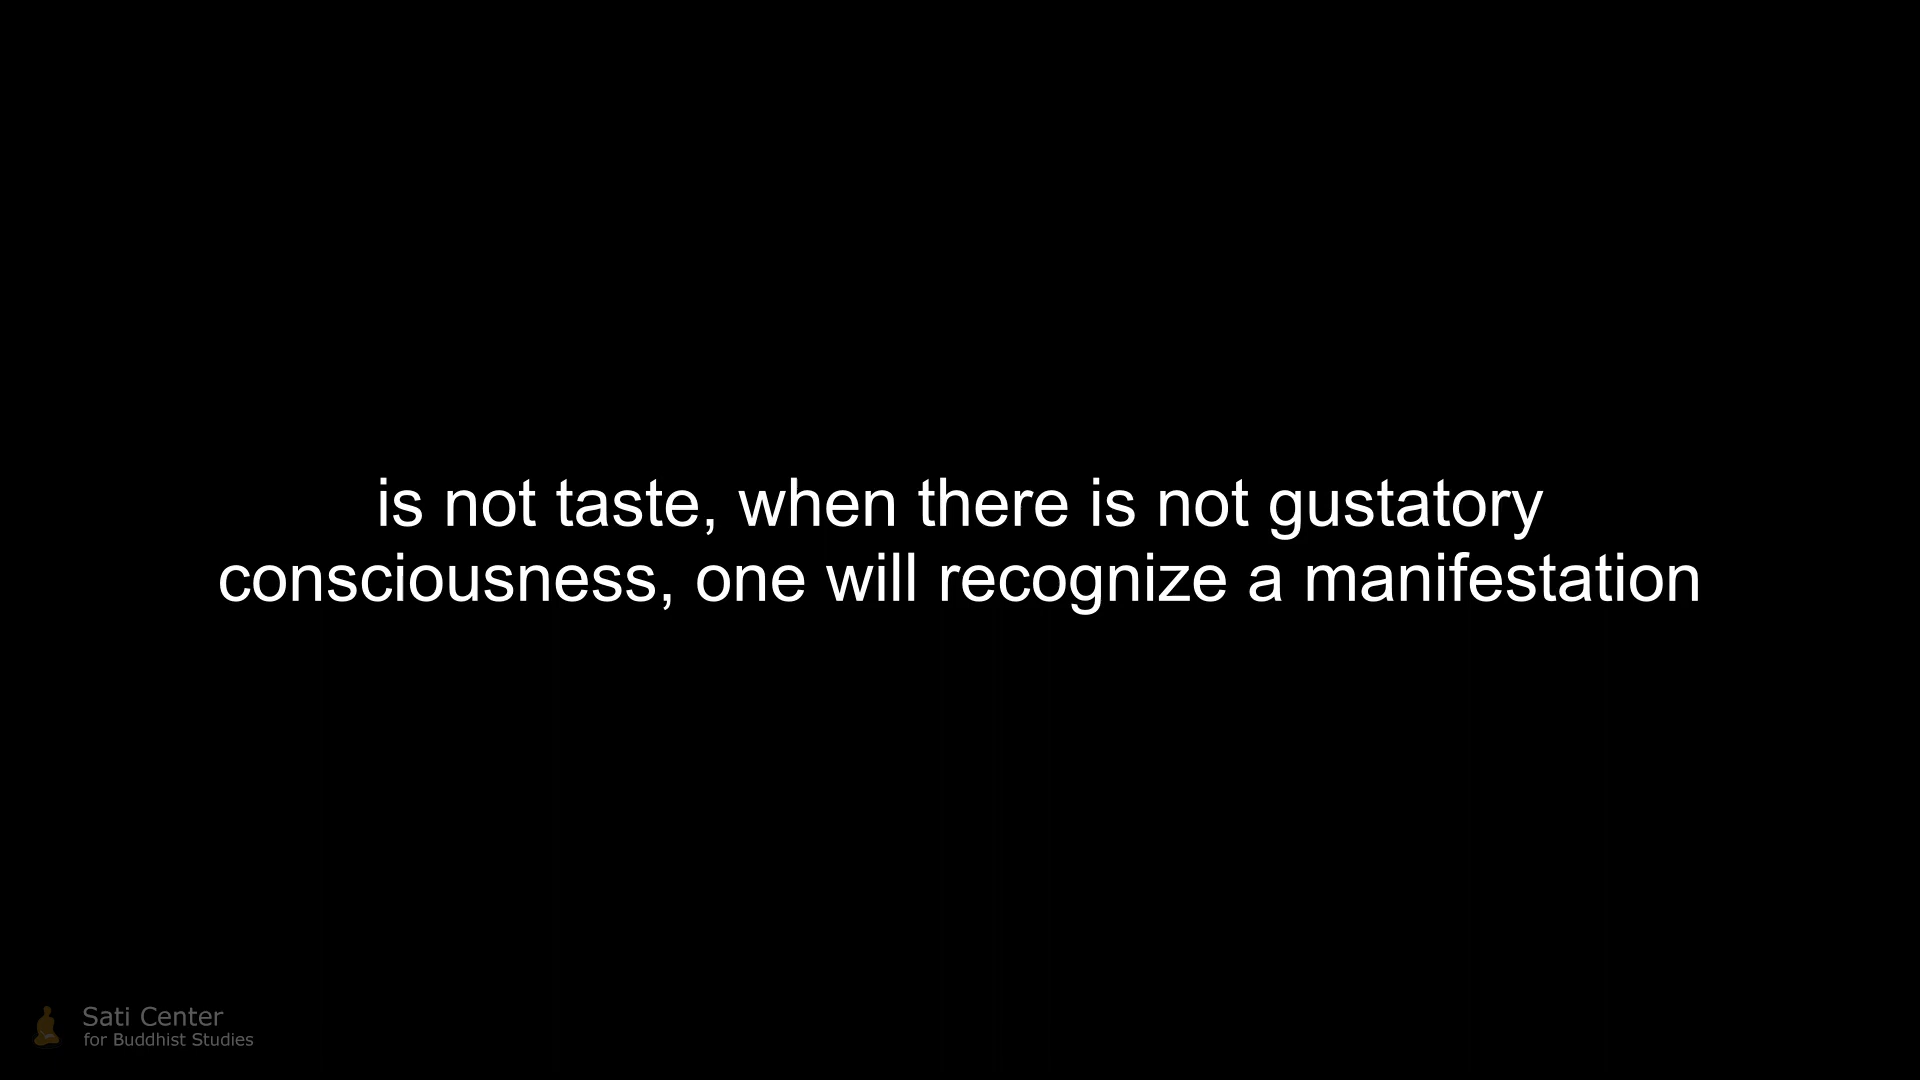 is not taste, when there is not gustatory
consciousness, one will recognize a manifestation
Sati Center
for Buddhist Studies